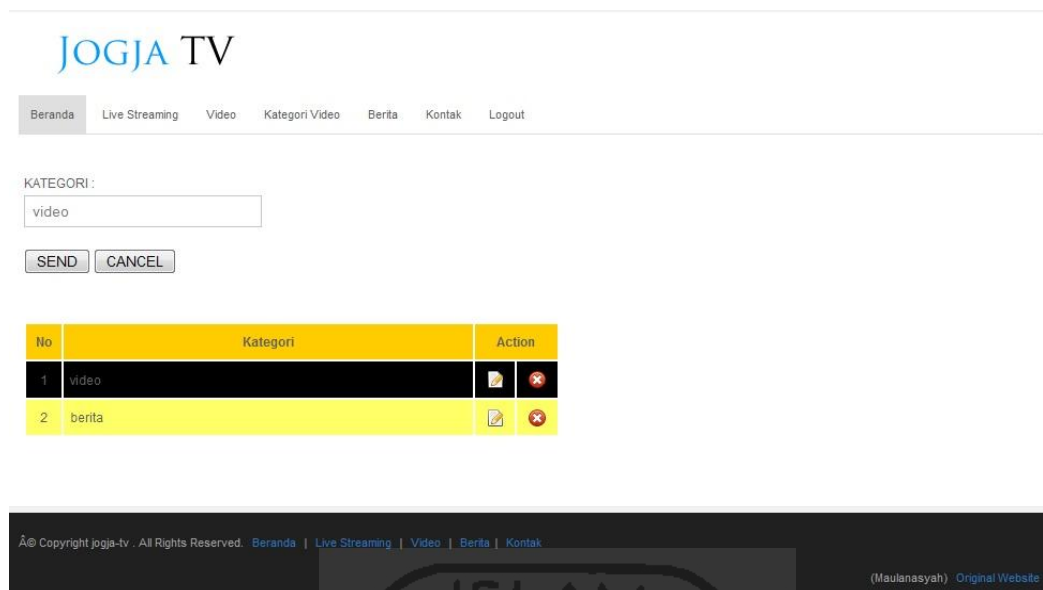 JOGJA TV
Beranda Live Streaming Video Kategori Video Berita Kontak Logout
KATEGORI :
video
SEND CANCEL
No Kategori Action
1 video
2 berita
Â© Copyright jogja-tv . All Rights Reserved. Beranda | Live Streaming | Video | Berita | Kontak
(Maulanasyah) Original Website